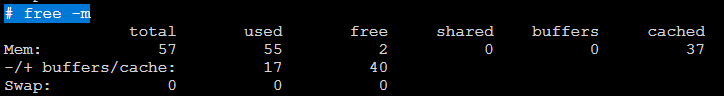 # free -m
total used free shared buffers cached
Mem: 57 55 2 0 0 37
-/+ buffers/cache: 17 40
Swap: 0 0 0